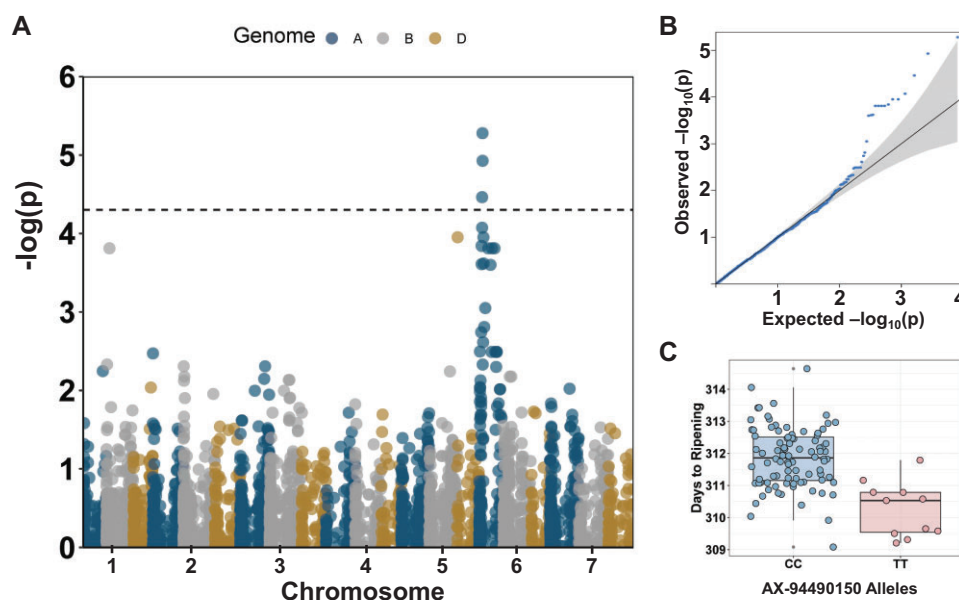 A
Genome A B D
-log(p)
6
5
4
3
2
1
0
1 2 3 4 5 6 7
Chromosome
B
Observed –log10(p)
5
4
3
2
1
1 2 3 4
Expected –log10(p)
C
Days to Ripening
314
313
312
311
310
309
CC TT
AX-94490150 Alleles